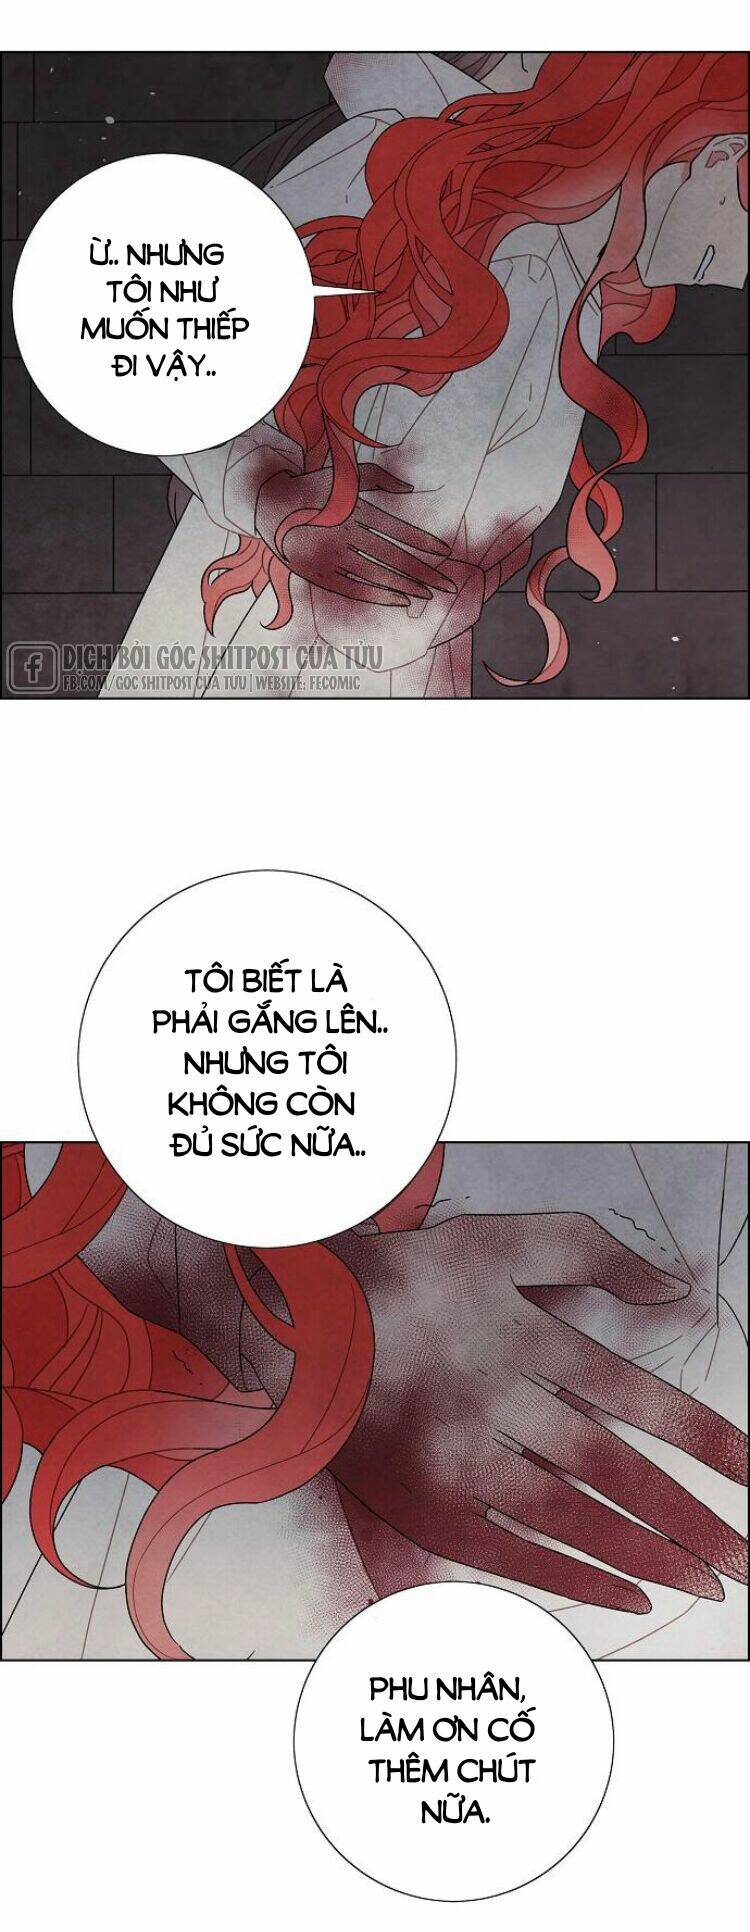 Ừ.. NHƯNG
TÔI NHƯ
MUỐN THIẾP
ĐI VẬY..
f DỊCH BỞI GÓC SHITPOST CỦA TỬU
FB.COM/GÓC SHITPOST CỦA TỬU | WEBSITE: FECOMIC
TÔI BIẾT LÀ
PHẢI GẮNG LÊN..
NHƯNG TÔI
KHÔNG CÒN
ĐỦ SỨC NỮA..
PHU NHÂN,
LÀM ƠN CỐ
THÊM CHÚT
NỮA.